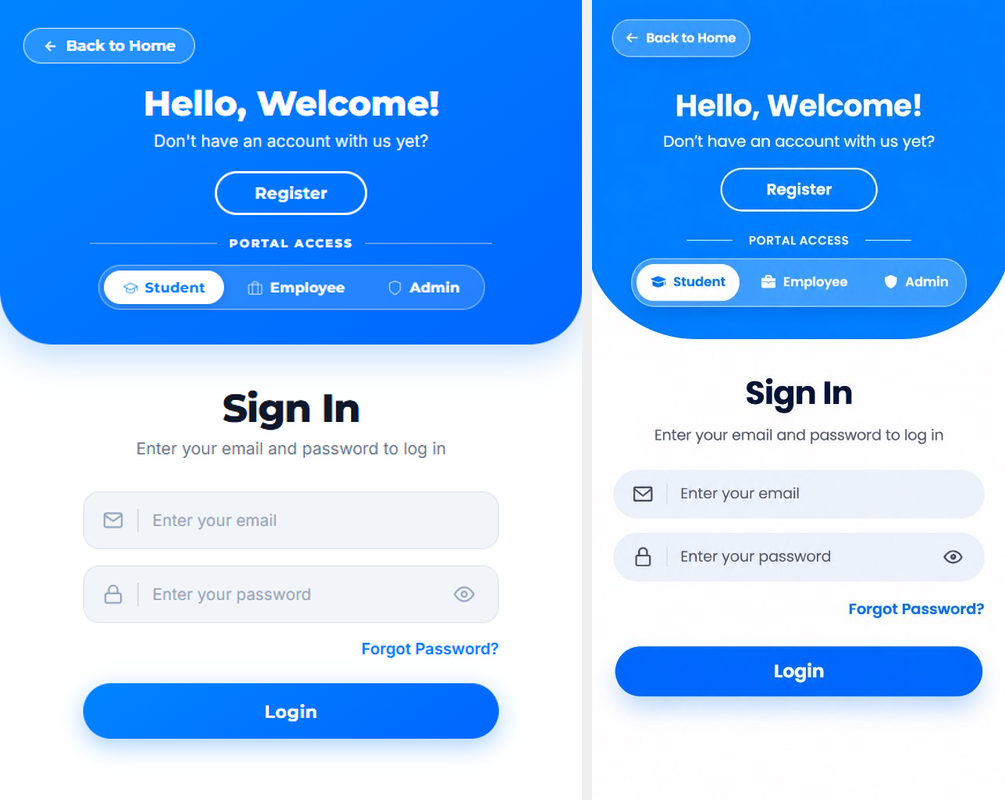 Back to Home
Hello, Welcome!
Don't have an account with us yet?
Register
PORTAL ACCESS
Student Employee Admin
Sign In
Enter your email and password to log in
Enter your email
Enter your password
Forgot Password?
Login
Back to Home
Hello, Welcome!
Don’t have an account with us yet?
Register
PORTAL ACCESS
Student Employee Admin
Sign In
Enter your email and password to log in
Enter your email
Enter your password
Forgot Password?
Login